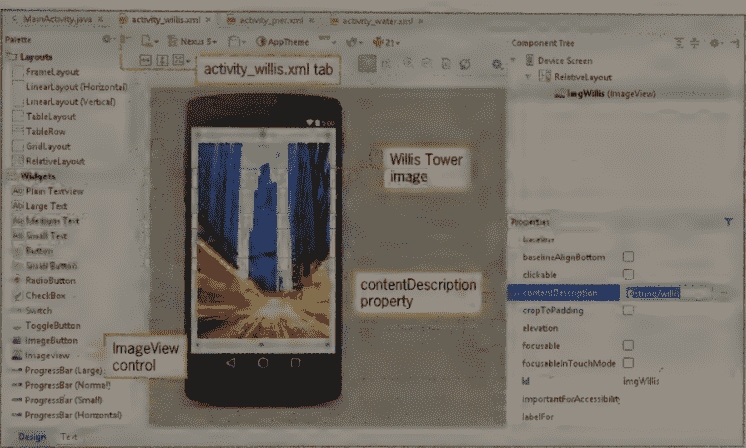 MainActivity.java
activity_willis.xml
activity_pier.xml
activity_water.xml
Palette
Nexus 5
AppTheme
21
Component Tree
activity_willis.xml tab
Layouts
FrameLayout
LinearLayout (Horizontal)
LinearLayout (Vertical)
TableLayout
TableRow
GridLayout
RelativeLayout
Widgets
Plain TextView
Large Text
Medium Text
Small Text
Button
Small Button
RadioButton
CheckBox
Switch
ToggleButton
ImageButton
ImageView
ProgressBar (Large)
ProgressBar (Normal)
ProgressBar (Small)
ProgressBar (Horizontal)
Design
Text
Willis Tower
image
contentDescription
property
ImageView
control
Device Screen
RelativeLayout
imgWillis (ImageView)
Properties
baseline
baselineAlignBottom
clickable
contentDescription
@string/willis
cropToPadding
elevation
focusable
focusableInTouchMode
id
imgWillis
importantForAccessibility
labelFor